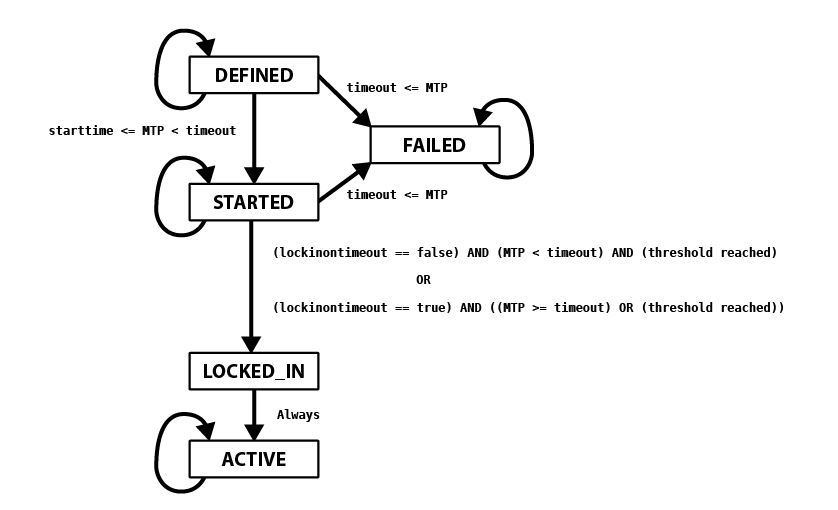 DEFINED
timeout <= MTP
starttime <= MTP < timeout
FAILED
STARTED
timeout <= MTP
(lockinontimeout == false) AND (MTP < timeout) AND (threshold reached)
OR
(lockinontimeout == true) AND ((MTP >= timeout) OR (threshold reached))
LOCKED_IN
Always
ACTIVE